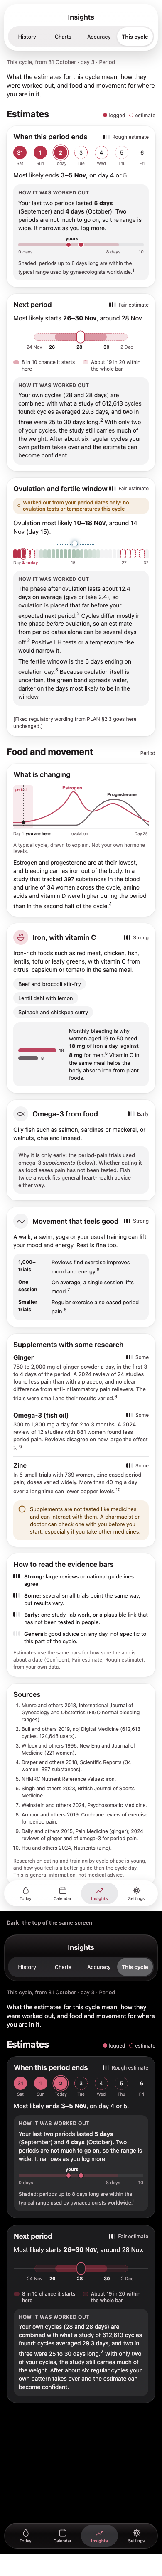 Insights
History Charts Accuracy This cycle
This cycle, from 31 October · day 3 · Period
What the estimates for this cycle mean, how they
were worked out, and food and movement for where
you are in it.
Estimates
logged estimate
When this period ends
Rough estimate
31 1 2 3 4 5 6
Sat Sun Today Tue Wed Thu Fri
Most likely ends 3–5 Nov, on day 4 or 5.
HOW IT WAS WORKED OUT
Your last two periods lasted 5 days
(September) and 4 days (October). Two
periods are not much to go on, so the range is
wide. It narrows as you log more.
yours
0 days 8 days 10
Shaded: periods up to 8 days long are within the
typical range used by gynaecologists worldwide.1
Next period
Fair estimate
Most likely starts 26–30 Nov, around 28 Nov.
24 Nov 26 28 30 2 Dec
8 in 10 chance it starts
here
About 19 in 20 within
the whole bar
HOW IT WAS WORKED OUT
Your own cycles (28 and 28 days) are
combined with what a study of 612,613 cycles
found: cycles averaged 29.3 days, and two in
three were 25 to 30 days long.2 With only two
of your cycles, the study still carries much of
the weight. After about six regular cycles your
own pattern takes over and the estimate can
become confident.
Ovulation and fertile window
Fair estimate
Worked out from your period dates only: no
ovulation tests or temperatures this cycle
Ovulation most likely 10–18 Nov, around 14
Nov (day 15).
Day 3 today 15 27 32
HOW IT WAS WORKED OUT
The phase after ovulation lasts about 12.4
days on average (give or take 2.4), so
ovulation is placed that far before your
expected next period.2 Cycles differ mostly in
the part before ovulation, so an estimate
from period dates alone can be several days
off.2 Positive LH tests or a temperature rise
would narrow it.
The fertile window is the 6 days ending on
ovulation day.3 Because ovulation itself is
uncertain, the green band spreads wider,
darker on the days most likely to be in the
window.
[Fixed regulatory wording from PLAN §2.3 goes here,
unchanged.]
Food and movement
Period
What is changing
period
Estrogen
Progesterone
Day 1 you are here ovulation Day 28
A typical cycle, drawn to explain. Not your own hormone
levels.
Estrogen and progesterone are at their lowest,
and bleeding carries iron out of the body. In a
study that tracked 397 substances in the blood
and urine of 34 women across the cycle, amino
acids and vitamin D were higher during the period
than in the second half of the cycle.4
Iron, with vitamin C
Strong
Iron-rich foods such as red meat, chicken, fish,
lentils, tofu or leafy greens, with vitamin C from
citrus, capsicum or tomato in the same meal.
Beef and broccoli stir-fry
Lentil dahl with lemon
Spinach and chickpea curry
18
8
Monthly bleeding is why
women aged 19 to 50 need
18 mg of iron a day, against
8 mg for men.5 Vitamin C in
the same meal helps the
body absorb iron from plant
foods.
Omega-3 from food
Early
Oily fish such as salmon, sardines or mackerel, or
walnuts, chia and linseed.
Why it is only early: the period-pain trials used
omega-3 supplements (below). Whether eating it
as food eases pain has not been tested. Fish
twice a week fits general heart-health advice
either way.
Movement that feels good
Strong
A walk, a swim, yoga or your usual training can lift
your mood and energy. Rest is fine too.
1,000+
trials
Reviews find exercise improves
mood and energy.6
One
session
On average, a single session lifts
mood.7
Smaller
trials
Regular exercise also eased period
pain.8
Supplements with some research
Ginger
Some
750 to 2,000 mg of ginger powder a day, in the first 3
to 4 days of the period. A 2024 review of 24 studies
found less pain than with a placebo, and no clear
difference from anti-inflammatory pain relievers. The
trials were small and their results varied.9
Omega-3 (fish oil)
Some
300 to 1,800 mg a day for 2 to 3 months. A 2024
review of 12 studies with 881 women found less
period pain. Reviews disagree on how large the effect
is.9
Zinc
Some
In 6 small trials with 739 women, zinc eased period
pain; doses varied widely. More than 40 mg a day
over a long time can lower copper levels.10
Supplements are not tested like medicines
and can interact with them. A pharmacist or
doctor can check one with you before you
start, especially if you take other medicines.
How to read the evidence bars
Strong: large reviews or national guidelines
agree.
Some: several small trials point the same way,
but results vary.
Early: one study, lab work, or a plausible link that
has not been tested in people.
General: good advice on any day, not specific to
this part of the cycle.
Estimates use the same bars for how sure the app is
about a date (Confident, Fair estimate, Rough estimate),
from your own data.
Sources
1. Munro and others 2018, International Journal of
Gynecology and Obstetrics (FIGO normal bleeding
ranges).
2. Bull and others 2019, npj Digital Medicine (612,613
cycles, 124,648 users).
3. Wilcox and others 1995, New England Journal of
Medicine (221 women).
4. Draper and others 2018, Scientific Reports (34
women, 397 substances).
5. NHMRC Nutrient Reference Values: iron.
6. Singh and others 2023, British Journal of Sports
Medicine.
7. Reinstein and others 2024, Psychosomatic Medicine.
8. Armour and others 2019, Cochrane review of exercise
for period pain.
9. Daily and others 2015, Pain Medicine (ginger); 2024
reviews of ginger and of omega-3 for period pain.
10. Hsu and others 2024, Nutrients (zinc).
Research on eating and training by cycle phase is young,
and how you feel is a better guide than the cycle day.
This is general information, not medical advice.
Today Calendar Insights Settings
Dark: the top of the same screen
Insights
History Charts Accuracy This cycle
This cycle, from 31 October · day 3 · Period
What the estimates for this cycle mean, how they
were worked out, and food and movement for where
you are in it.
Estimates
logged estimate
When this period ends
Rough estimate
31 1 2 3 4 5 6
Sat Sun Today Tue Wed Thu Fri
Most likely ends 3–5 Nov, on day 4 or 5.
HOW IT WAS WORKED OUT
Your last two periods lasted 5 days
(September) and 4 days (October). Two
periods are not much to go on, so the range is
wide. It narrows as you log more.
yours
0 days 8 days 10
Shaded: periods up to 8 days long are within the
typical range used by gynaecologists worldwide.1
Next period
Fair estimate
Most likely starts 26–30 Nov, around 28 Nov.
24 Nov 26 28 30 2 Dec
8 in 10 chance it starts
here
About 19 in 20 within
the whole bar
HOW IT WAS WORKED OUT
Your own cycles (28 and 28 days) are
combined with what a study of 612,613 cycles
found: cycles averaged 29.3 days, and two in
three were 25 to 30 days long.2 With only two
of your cycles, the study still carries much of
the weight. After about six regular cycles your
own pattern takes over and the estimate can
become confident.
Today Calendar Insights Settings